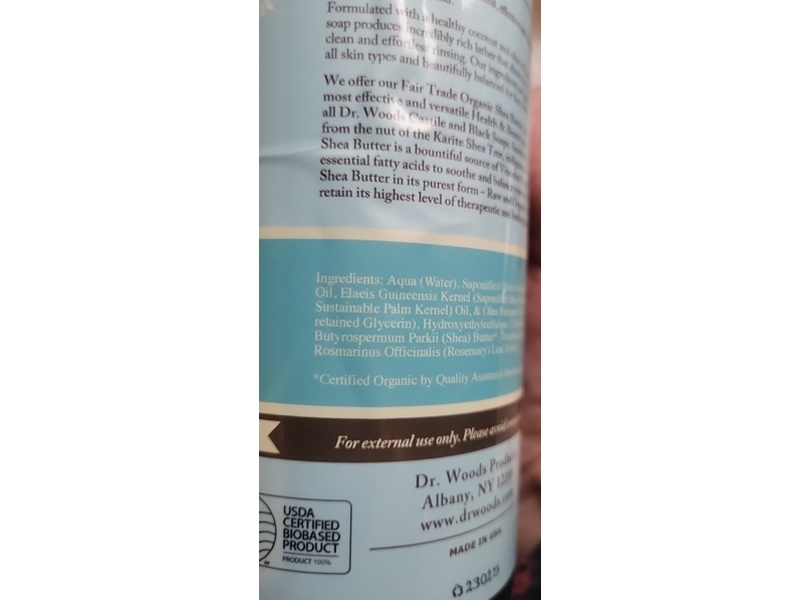 Formulated with a healthy coconut and
soap produces incredibly rich lather that
clean and effortless rinsing. Our
all skin types and beautifully balanced for
We offer our Fair Trade Organic Shea
most effective and versatile Health &
all Dr. Woods Castile and Black Soaps.
from the nut of the Karite Shea Tree,
Shea Butter is a bountiful source of
essential fatty acids to soothe and
Shea Butter in its purest form – Raw and
retain its highest level of therapeutic and
Ingredients: Aqua (Water), Saponified
Oil, Elaeis Guineensis Kernel
Sustainable Palm Kernel) Oil, & Olea
retained Glycerin), Hydroxyethylcellulose,
Butyrospermum Parkii (Shea) Butter*,
Rosmarinus Officinalis (Rosemary) Leaf
*Certified Organic by Quality Assurance
For external use only. Please avoid
Dr. Woods Products
Albany, NY
www.drwoods.com
MADE IN USA
USDA
CERTIFIED
BIOBASED
PRODUCT
PRODUCT 100%
230225